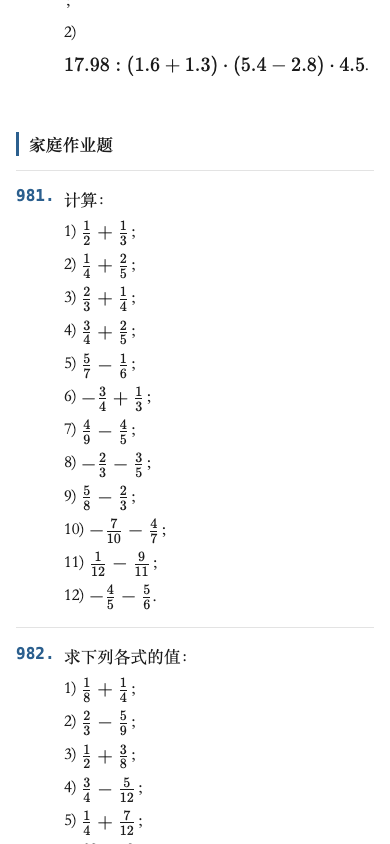 ;
2)
17.98 : (1.6 + 1.3) · (5.4 − 2.8) · 4.5.
家庭作业题
981. 计算:
1) 1/2 + 1/3;
2) 1/4 + 2/5;
3) 2/3 + 1/4;
4) 3/4 + 2/5;
5) 5/7 − 1/6;
6) −3/4 + 1/3;
7) 4/9 − 4/5;
8) −2/3 − 3/5;
9) 5/8 − 2/3;
10) −7/10 − 4/7;
11) 1/12 − 9/11;
12) −4/5 − 5/6.
982. 求下列各式的值:
1) 1/8 + 1/4;
2) 2/3 − 5/9;
3) 1/2 + 3/8;
4) 3/4 − 5/12;
5) 1/4 + 7/12;